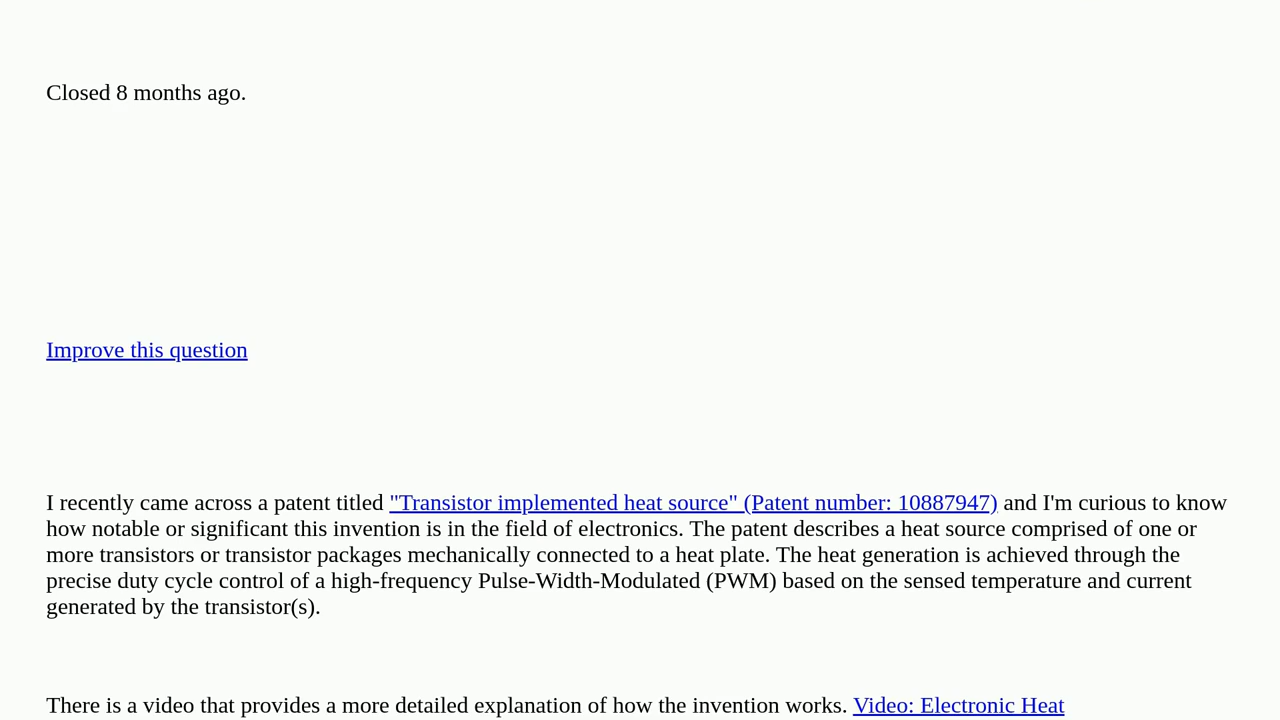 Closed 8 months ago.
Improve this question
I recently came across a patent titled "Transistor implemented heat source" (Patent number: 10887947) and I'm curious to know
how notable or significant this invention is in the field of electronics. The patent describes a heat source comprised of one or
more transistors or transistor packages mechanically connected to a heat plate. The heat generation is achieved through the
precise duty cycle control of a high-frequency Pulse-Width-Modulated (PWM) based on the sensed temperature and current
generated by the transistor(s).
There is a video that provides a more detailed explanation of how the invention works. Video: Electronic Heat